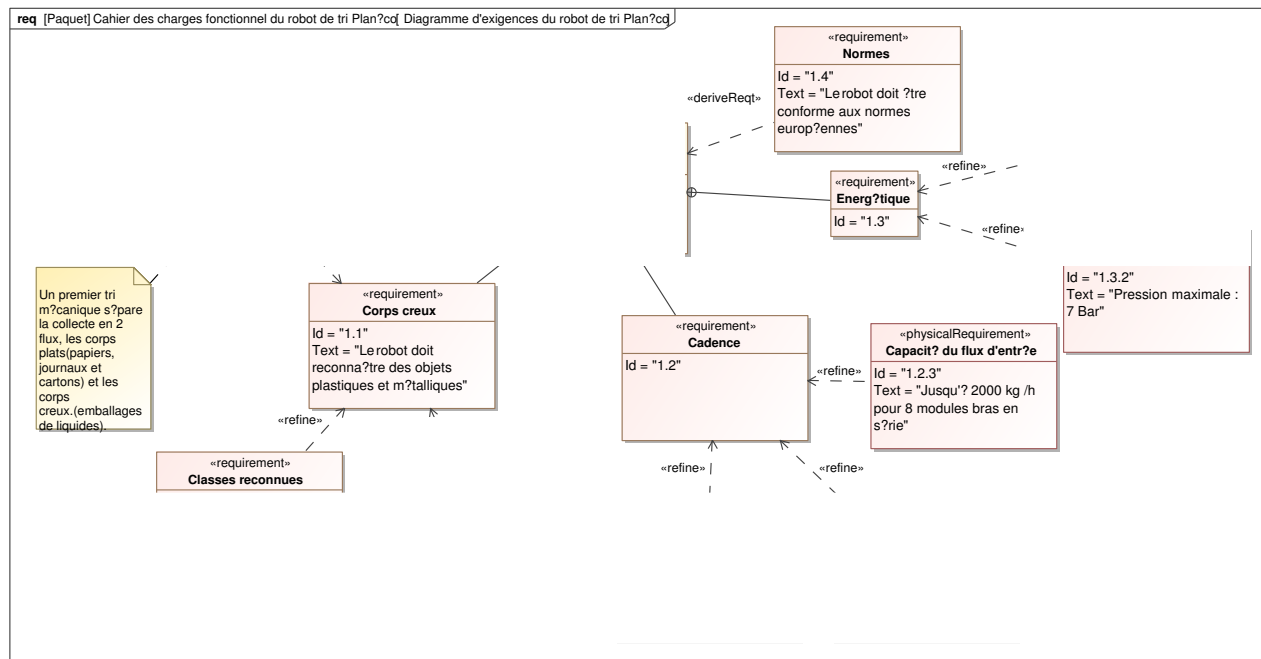 req [Paquet] Cahier des charges fonctionnel du robot de tri Plan?co[ Diagramme d'exigences du robot de tri Plan?co]
«requirement»
Normes
Id = "1.4"
Text = "Le robot doit ?tre
conforme aux normes
europ?ennes"
«deriveReqt»
«requirement»
Energ?tique
Id = "1.3"
«refine»
«refine»
Id = "1.3.2"
Text = "Pression maximale :
7 Bar"
Un premier tri
m?canique s?pare
la collecte en 2
flux, les corps
plats(papiers,
journaux et
cartons) et les
corps
creux.(emballages
de liquides).
«requirement»
Corps creux
Id = "1.1"
Text = "Le robot doit
reconna?tre des objets
plastiques et m?talliques"
«refine»
«requirement»
Classes reconnues
«requirement»
Cadence
Id = "1.2"
«refine»
«physicalRequirement»
Capacit? du flux d'entr?e
Id = "1.2.3"
Text = "Jusqu'? 2000 kg /h
pour 8 modules bras en
s?rie"
«refine»
«refine»